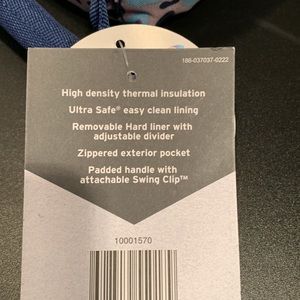 186-037037-0222
High density thermal insulation
Ultra Safe® easy clean lining
Removable Hard liner with
adjustable divider
Zippered exterior pocket
Padded handle with
attachable Swing Clip™
10001570